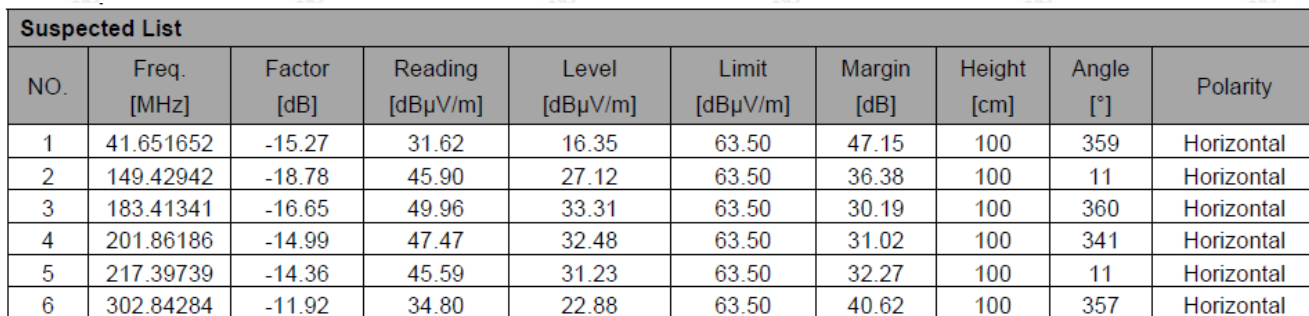 Suspected List
NO. Freq. [MHz] Factor [dB] Reading [dBµV/m] Level [dBµV/m] Limit [dBµV/m] Margin [dB] Height [cm] Angle [°] Polarity
1 41.651652 -15.27 31.62 16.35 63.50 47.15 100 359 Horizontal
2 149.42942 -18.78 45.90 27.12 63.50 36.38 100 11 Horizontal
3 183.41341 -16.65 49.96 33.31 63.50 30.19 100 360 Horizontal
4 201.86186 -14.99 47.47 32.48 63.50 31.02 100 341 Horizontal
5 217.39739 -14.36 45.59 31.23 63.50 32.27 100 11 Horizontal
6 302.84284 -11.92 34.80 22.88 63.50 40.62 100 357 Horizontal